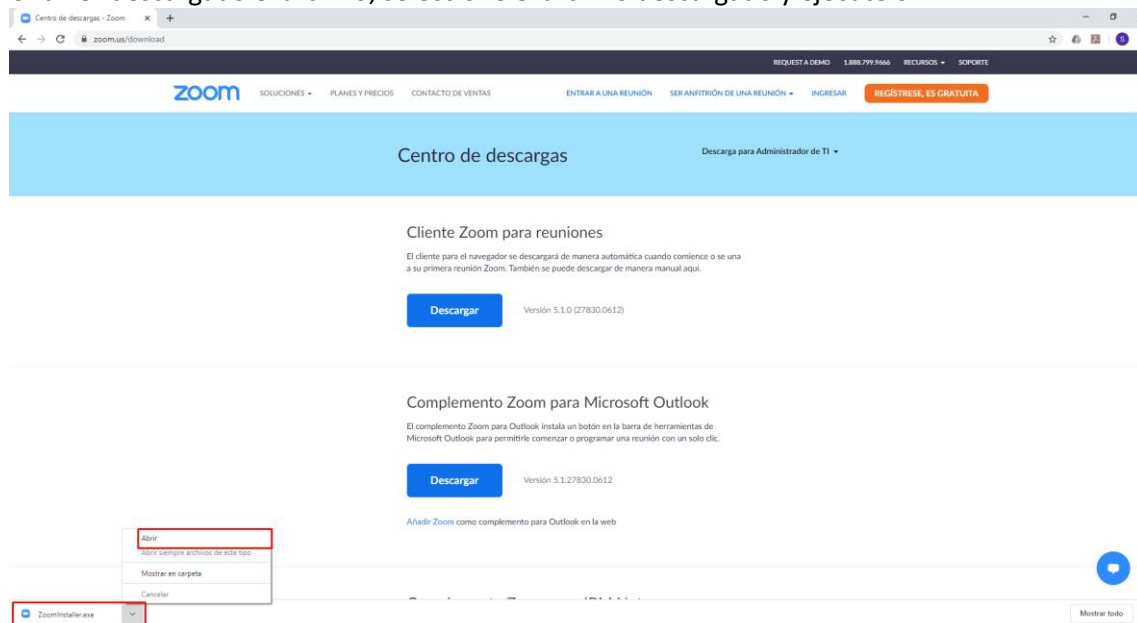 Centro de descargas - Zoom
zoom.us/download
S
REQUEST A DEMO 1.888.799.9666 RECURSOS SOPORTE
zoom SOLUCIONES PLANES Y PRECIOS CONTACTO DE VENTAS ENTRAR A UNA REUNIÓN SER ANFITRIÓN DE UNA REUNIÓN INGRESAR REGÍSTRESE, ES GRATUITA
Centro de descargas
Descarga para Administrador de TI
Cliente Zoom para reuniones
El cliente para el navegador se descargará de manera automática cuando comience o se una
a su primera reunión Zoom. También se puede descargar de manera manual aquí.
Descargar Versión 5.1.0 (27830.0612)
Complemento Zoom para Microsoft Outlook
El complemento Zoom para Outlook instala un botón en la barra de herramientas de
Microsoft Outlook para permitirle comenzar o programar una reunión con un solo clic.
Descargar Versión 5.1.27830.0612
Añadir Zoom como complemento para Outlook en la web
Abrir
Abrir siempre archivos de este tipo
Mostrar en carpeta
Cancelar
ZoomInstaller.exe
Mostrar todo